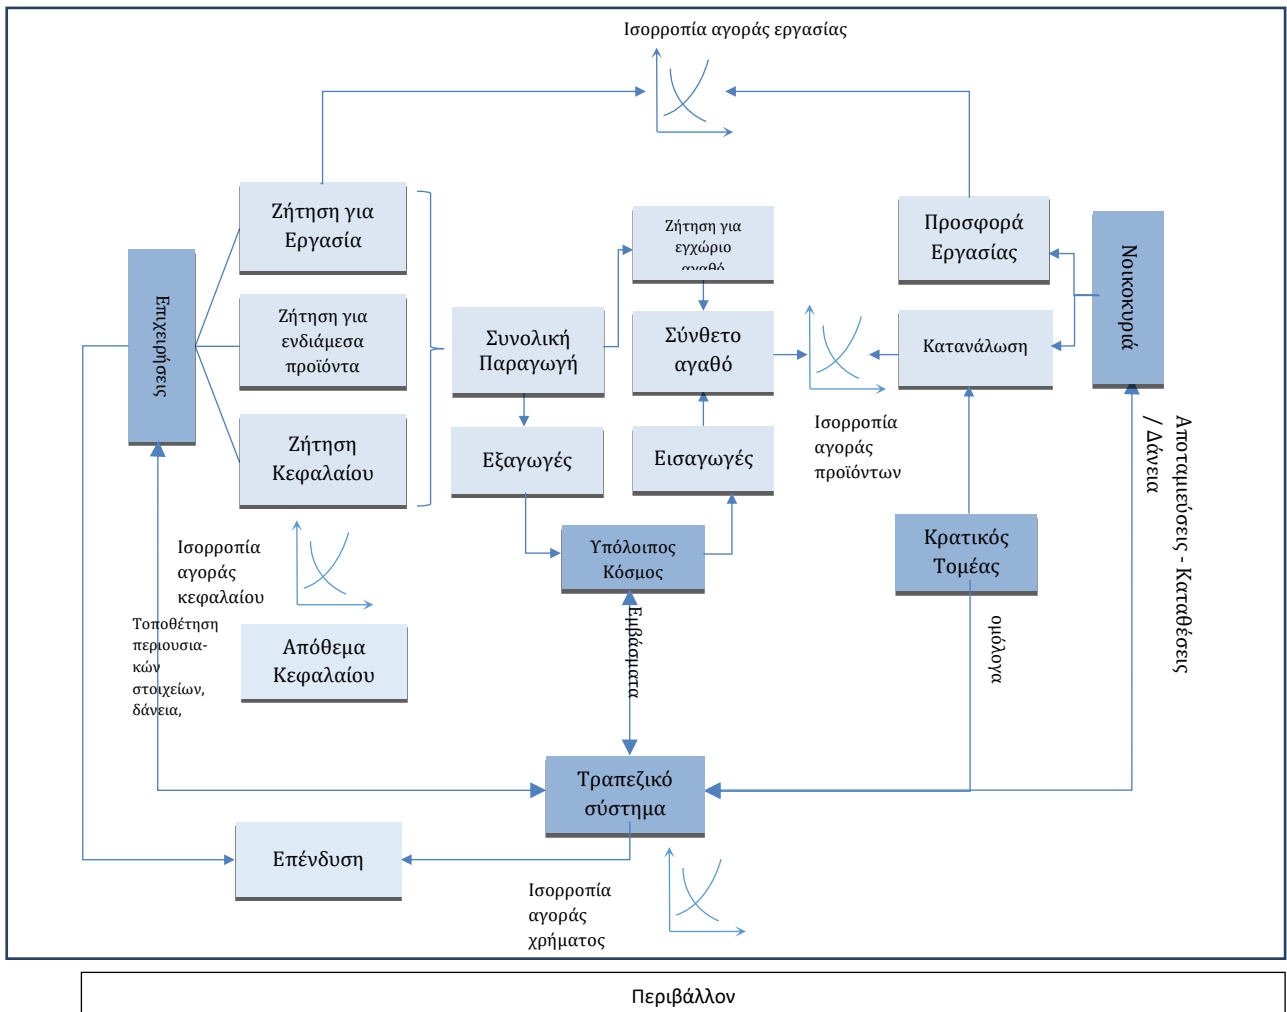 Ισορροπία αγοράς εργασίας
Ζήτηση για
Εργασία
Ζήτηση για
εγχώριο
αγαθό
Προσφορά
Εργασίας
Νοικοκυριά
Επιχειρήσεις
Ζήτηση για
ενδιάμεσα
προϊόντα
Συνολική
Παραγωγή
Σύνθετο
αγαθό
Κατανάλωση
Ζήτηση
Κεφαλαίου
Εξαγωγές
Εισαγωγές
Ισορροπία
αγοράς
προϊόντων
Αποταμιεύσεις - Καταθέσεις
/ Δάνεια
Ισορροπία
αγοράς
κεφαλαίου
Υπόλοιπος
Κόσμος
Κρατικός
Τομέας
Τοποθέτηση
περιουσια-
κών
στοιχείων,
δάνεια,
Απόθεμα
Κεφαλαίου
Εμβάσματα
ομόλογα
Τραπεζικό
σύστημα
Επένδυση
Ισορροπία
αγοράς
χρήματος
Περιβάλλον